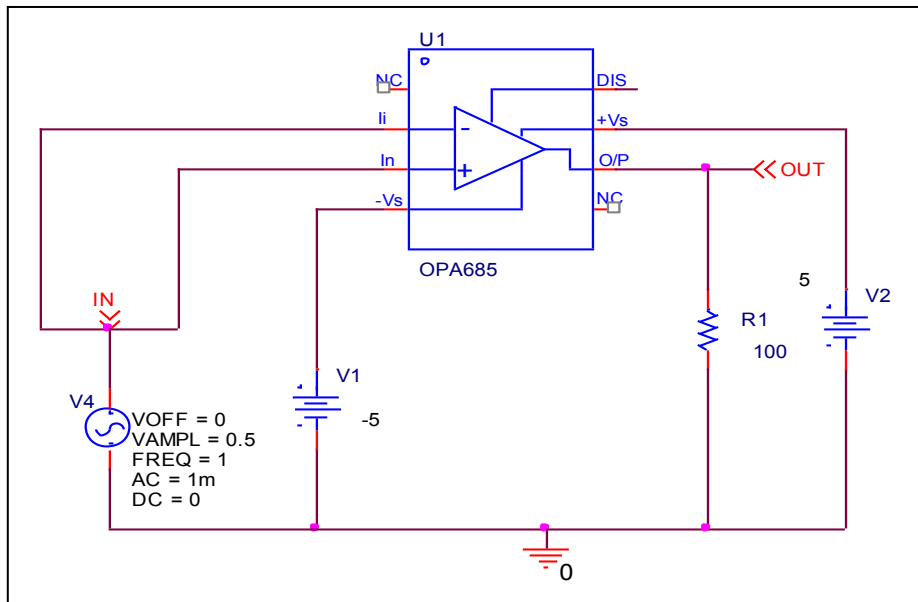 U1
NC
DIS
Ii
+Vs
In
O/P
OUT
-Vs
NC
OPA685
IN
5
V2
R1
100
V1
-5
V4
VOFF = 0
VAMPL = 0.5
FREQ = 1
AC = 1m
DC = 0
0